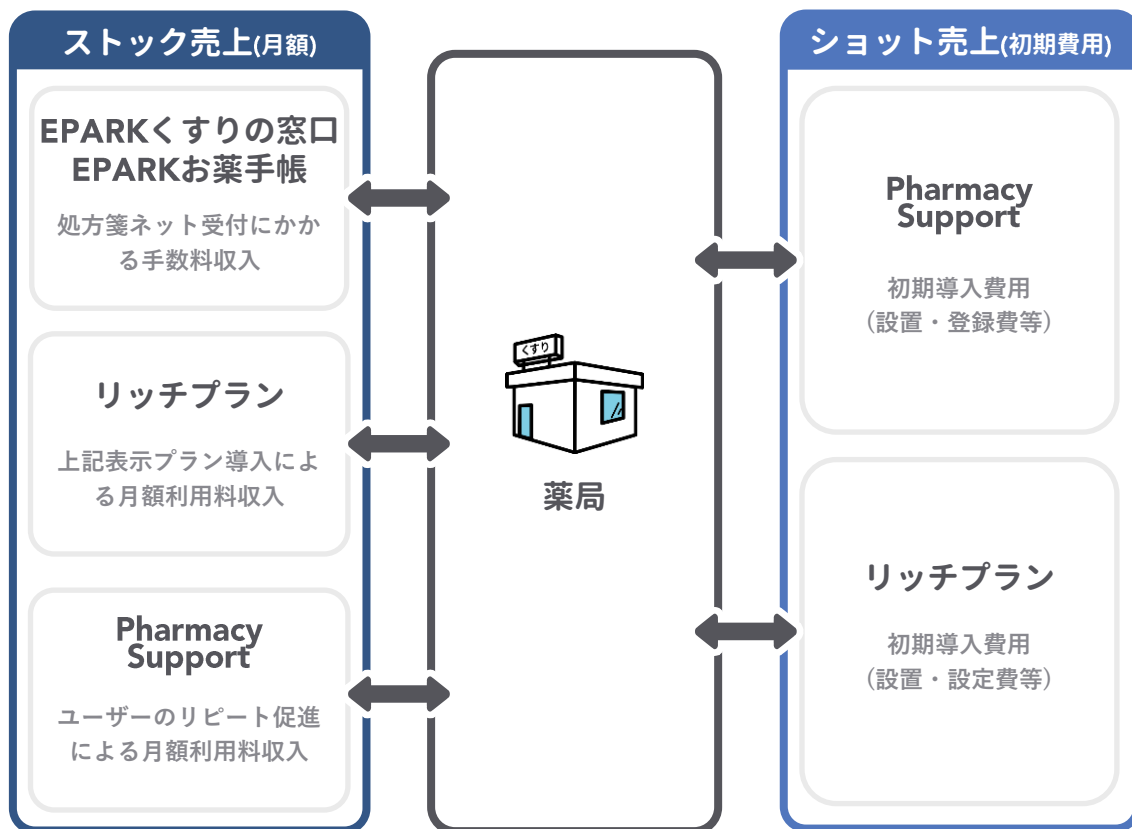 ストック売上(月額)
EPARKくすりの窓口
EPARKお薬手帳
処方箋ネット受付にかか
る手数料収入
リッチプラン
上記表示プラン導入によ
る月額利用料収入
Pharmacy
Support
ユーザーのリピート促進
による月額利用料収入
くすり
薬局
ショット売上(初期費用)
Pharmacy
Support
初期導入費用
(設置・登録費等)
リッチプラン
初期導入費用
(設置・設定費等)